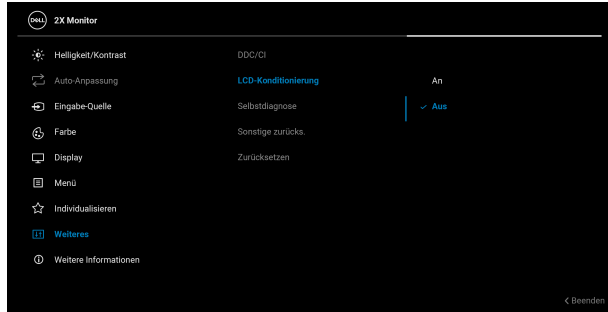 DELL 2X Monitor
Helligkeit/Kontrast
Auto-Anpassung
Eingabe-Quelle
Farbe
Display
Menü
Individualisieren
Weiteres
Weitere Informationen
DDC/CI
LCD-Konditionierung
Selbstdiagnose
Sonstige zurücks.
Zurücksetzen
An
Aus
Beenden